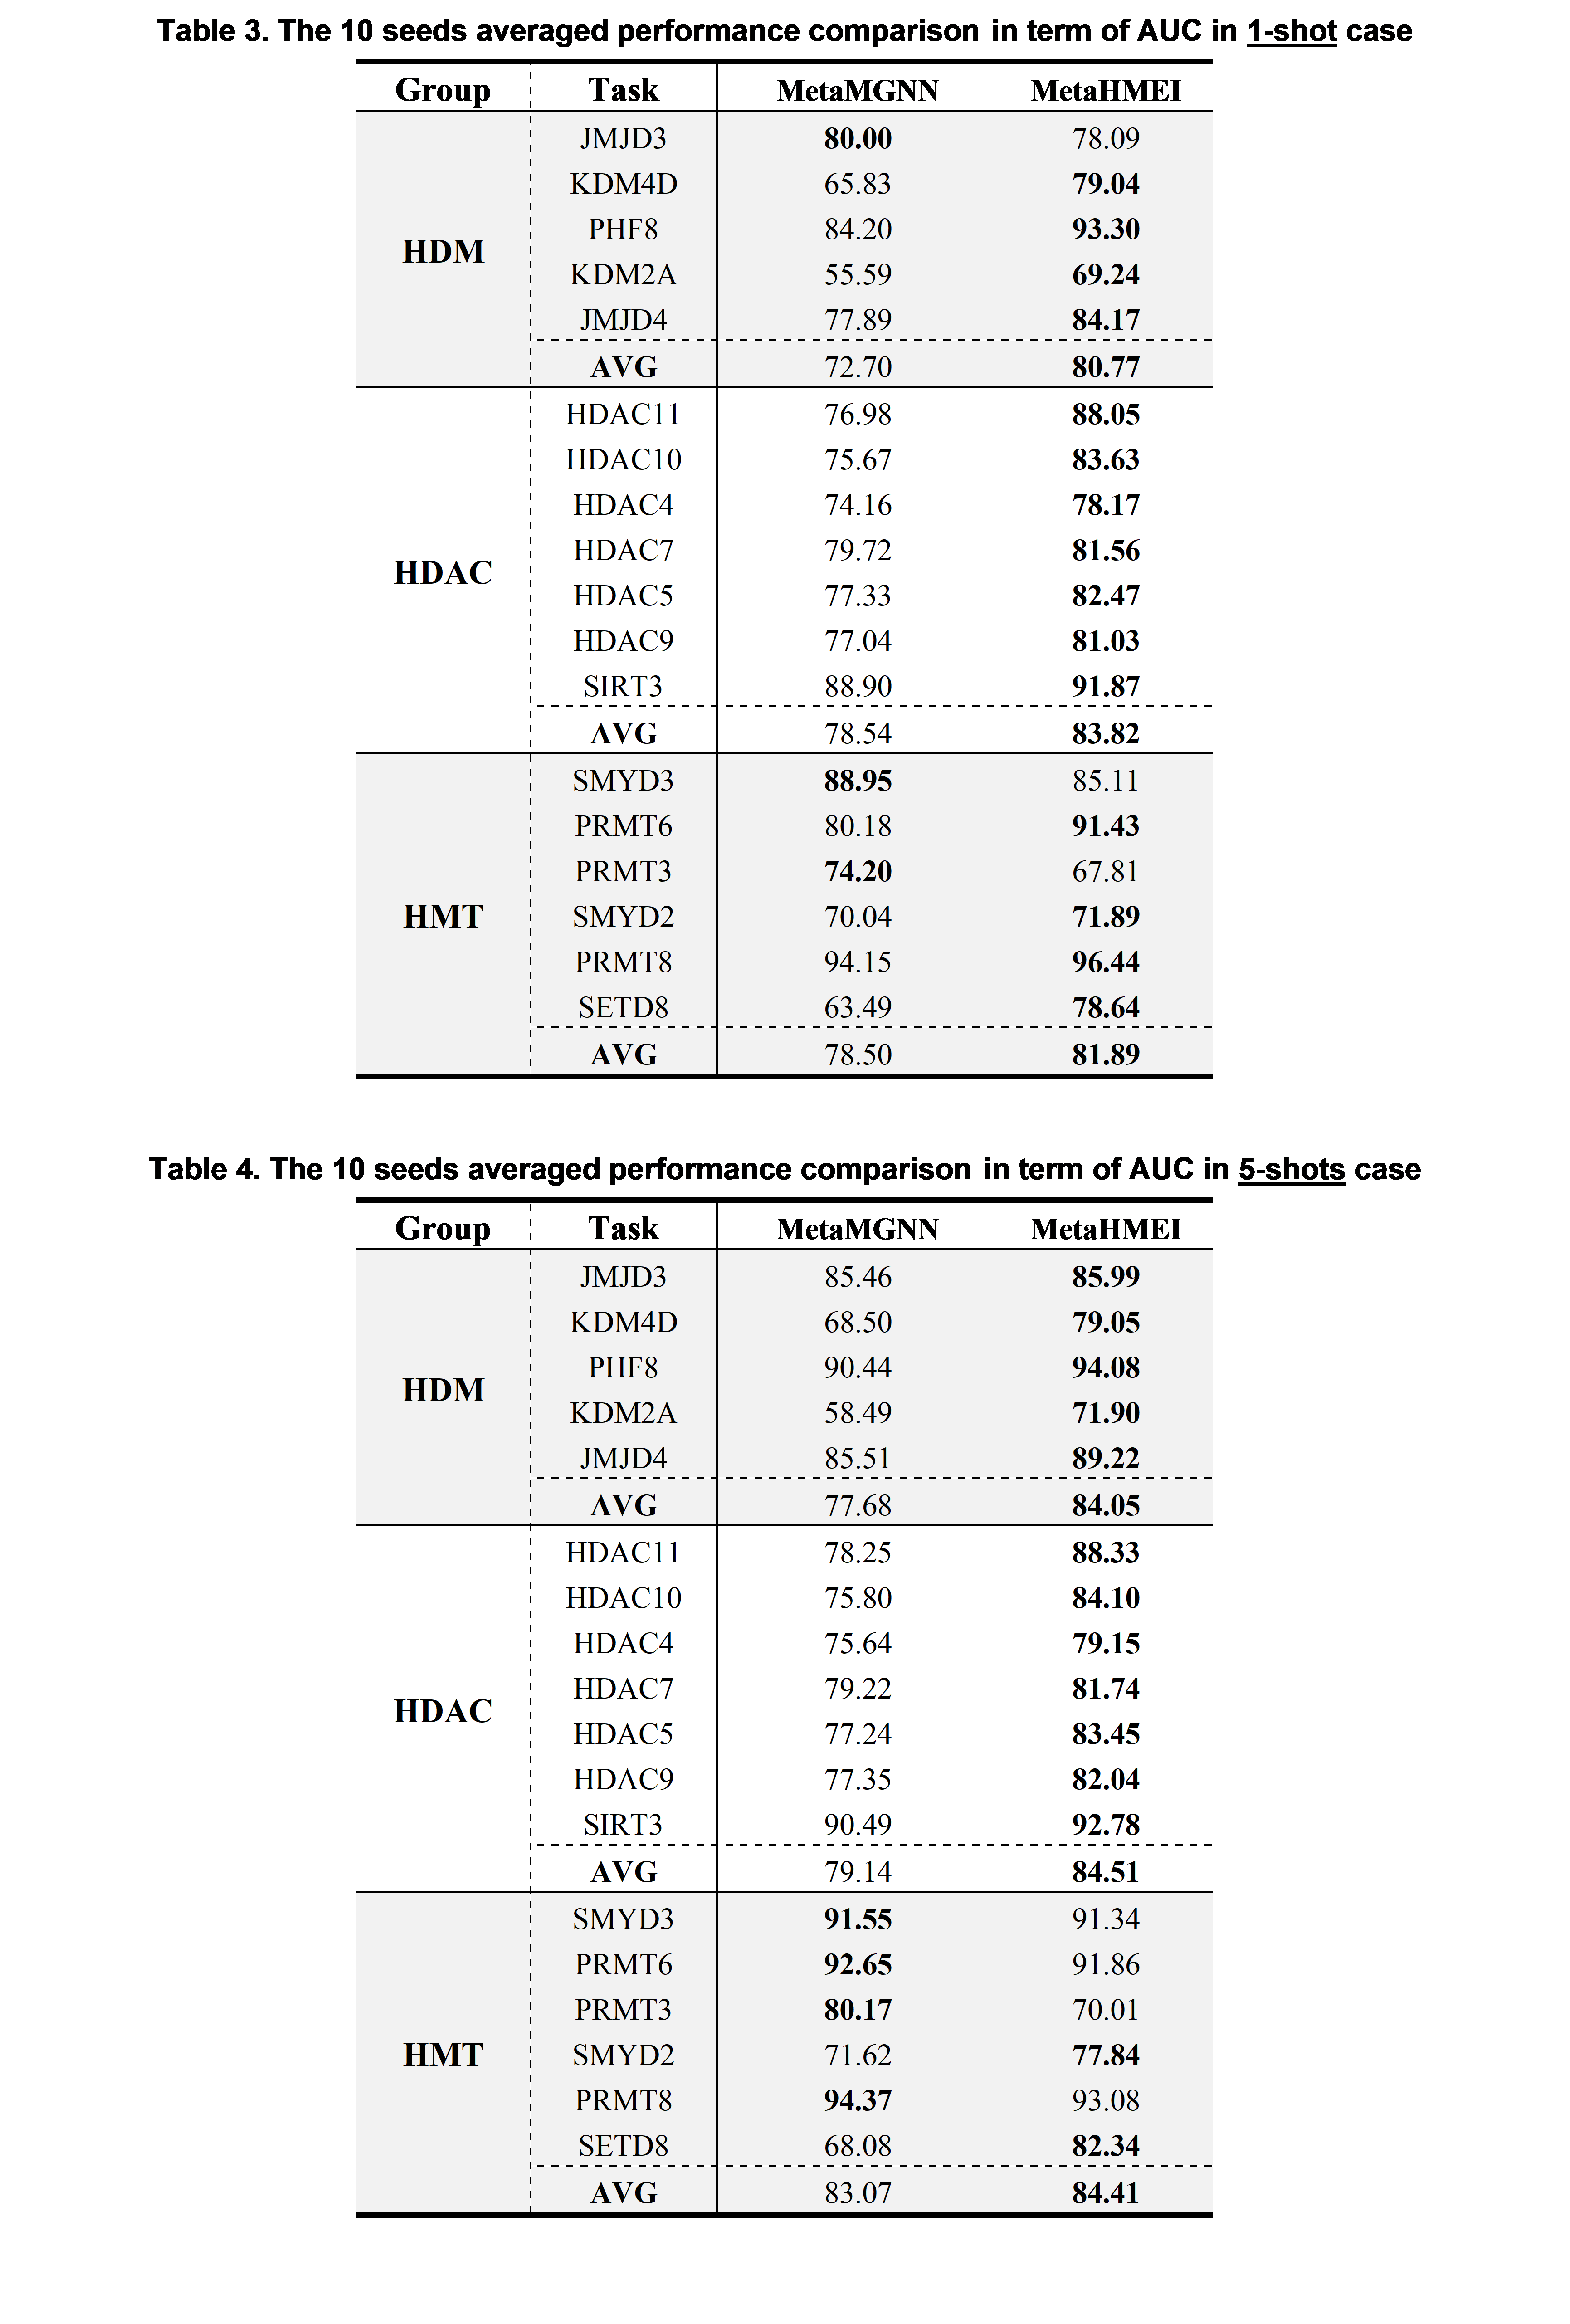 Table 3. The 10 seeds averaged performance comparison in term of AUC in 1-shot case
Group Task MetaMGNN MetaHMEI
HDM
JMJD3 80.00 78.09
KDM4D 65.83 79.04
PHF8 84.20 93.30
KDM2A 55.59 69.24
JMJD4 77.89 84.17
AVG 72.70 80.77
HDAC
HDAC11 76.98 88.05
HDAC10 75.67 83.63
HDAC4 74.16 78.17
HDAC7 79.72 81.56
HDAC5 77.33 82.47
HDAC9 77.04 81.03
SIRT3 88.90 91.87
AVG 78.54 83.82
HMT
SMYD3 88.95 85.11
PRMT6 80.18 91.43
PRMT3 74.20 67.81
SMYD2 70.04 71.89
PRMT8 94.15 96.44
SETD8 63.49 78.64
AVG 78.50 81.89
Table 4. The 10 seeds averaged performance comparison in term of AUC in 5-shots case
Group Task MetaMGNN MetaHMEI
HDM
JMJD3 85.46 85.99
KDM4D 68.50 79.05
PHF8 90.44 94.08
KDM2A 58.49 71.90
JMJD4 85.51 89.22
AVG 77.68 84.05
HDAC
HDAC11 78.25 88.33
HDAC10 75.80 84.10
HDAC4 75.64 79.15
HDAC7 79.22 81.74
HDAC5 77.24 83.45
HDAC9 77.35 82.04
SIRT3 90.49 92.78
AVG 79.14 84.51
HMT
SMYD3 91.55 91.34
PRMT6 92.65 91.86
PRMT3 80.17 70.01
SMYD2 71.62 77.84
PRMT8 94.37 93.08
SETD8 68.08 82.34
AVG 83.07 84.41